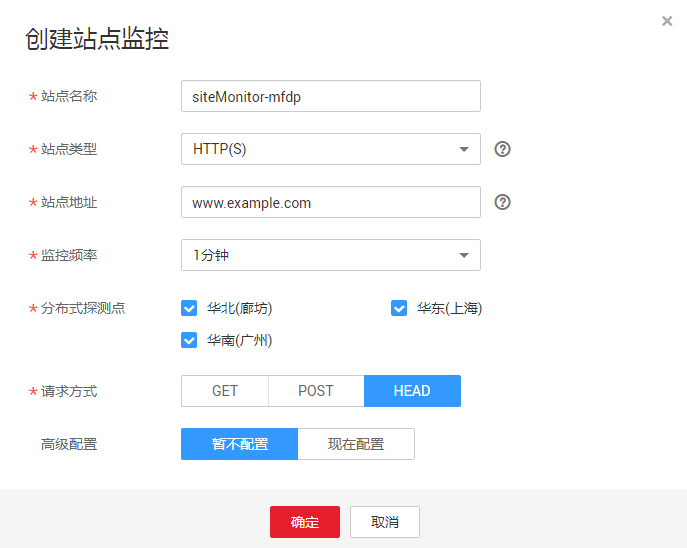 创建站点监控
* 站点名称 siteMonitor-mfdp
* 站点类型 HTTP(S)
* 站点地址 www.example.com
* 监控频率 1分钟
* 分布式探测点 华北(廊坊) 华东(上海)
华南(广州)
* 请求方式 GET POST HEAD
高级配置 暂不配置 现在配置
确定 取消